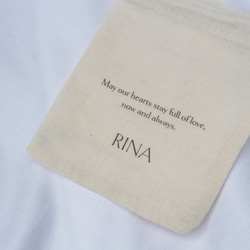 May our hearts stay full of love,
now and always.
RINA